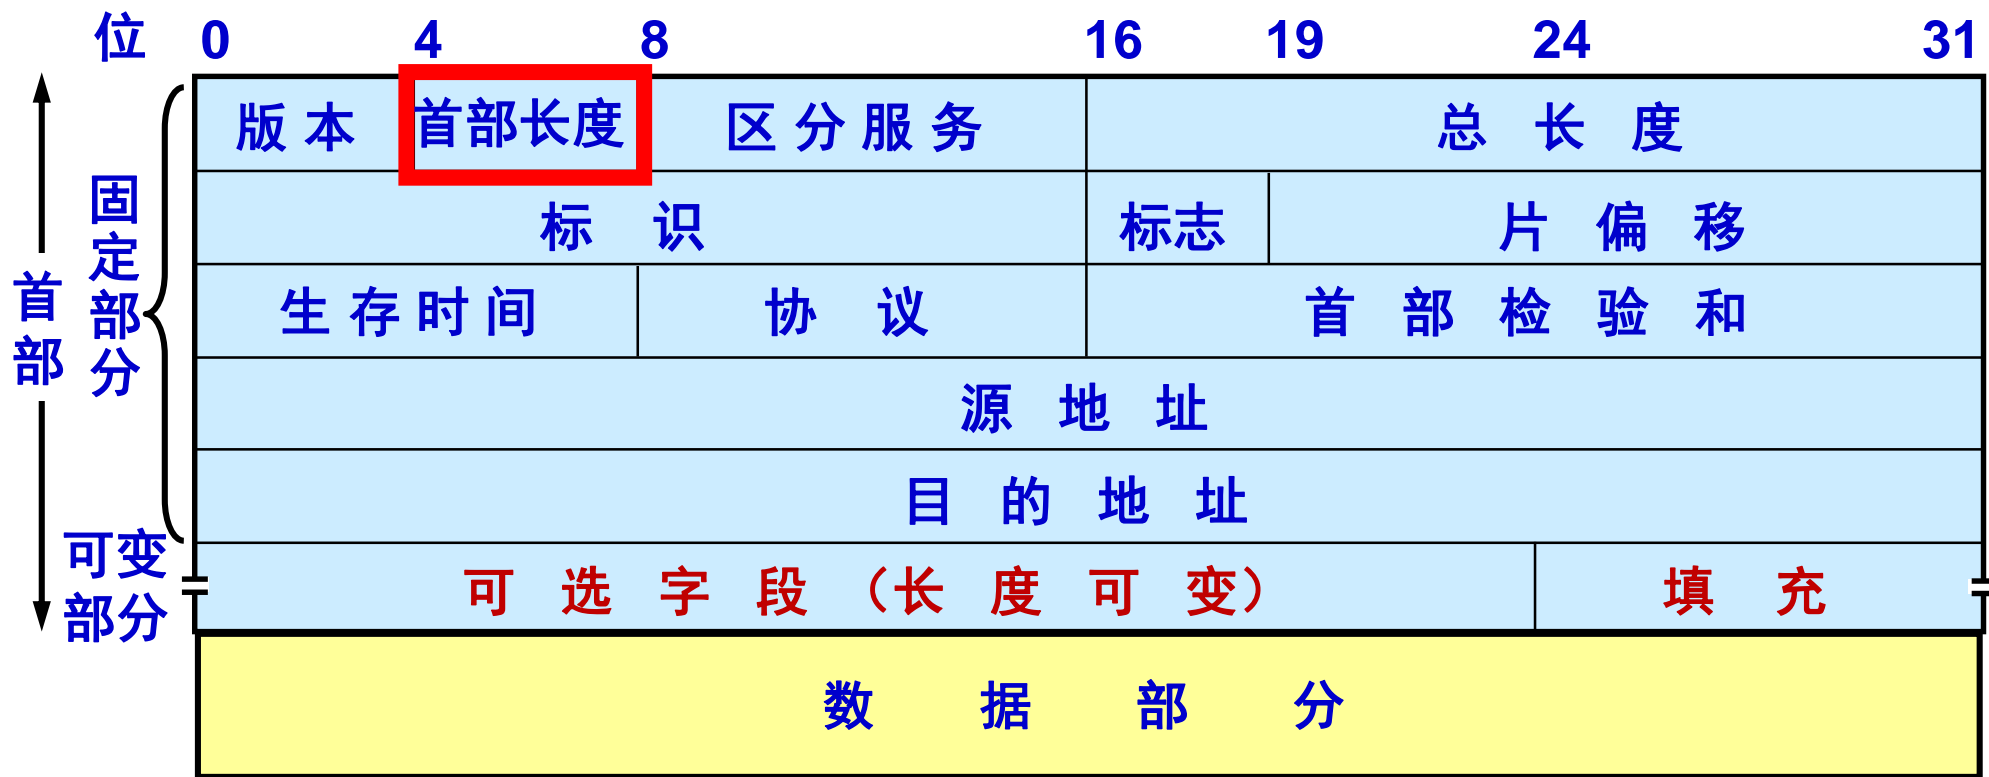 位 0 4 8 16 19 24 31
版本 首部长度 区分服务 总长度
标识 标志 片偏移
生存时间 协议 首部检验和
源地址
目的地址
可选字段（长度可变） 填充
数据部分
首部
固定部分
可变
部分